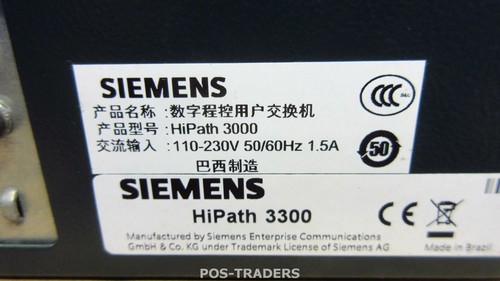 SIEMENS
产品名称：数字程控用户交换机
产品型号：HiPath 3000
交流输入：110-230V 50/60Hz 1.5A
巴西制造
50
SIEMENS
HiPath 3300
CE
Manufactured by Siemens Enterprise Communications
GmbH & Co. KG under Trademark License of Siemens AG
Made in Brazil
POS-TRADERS